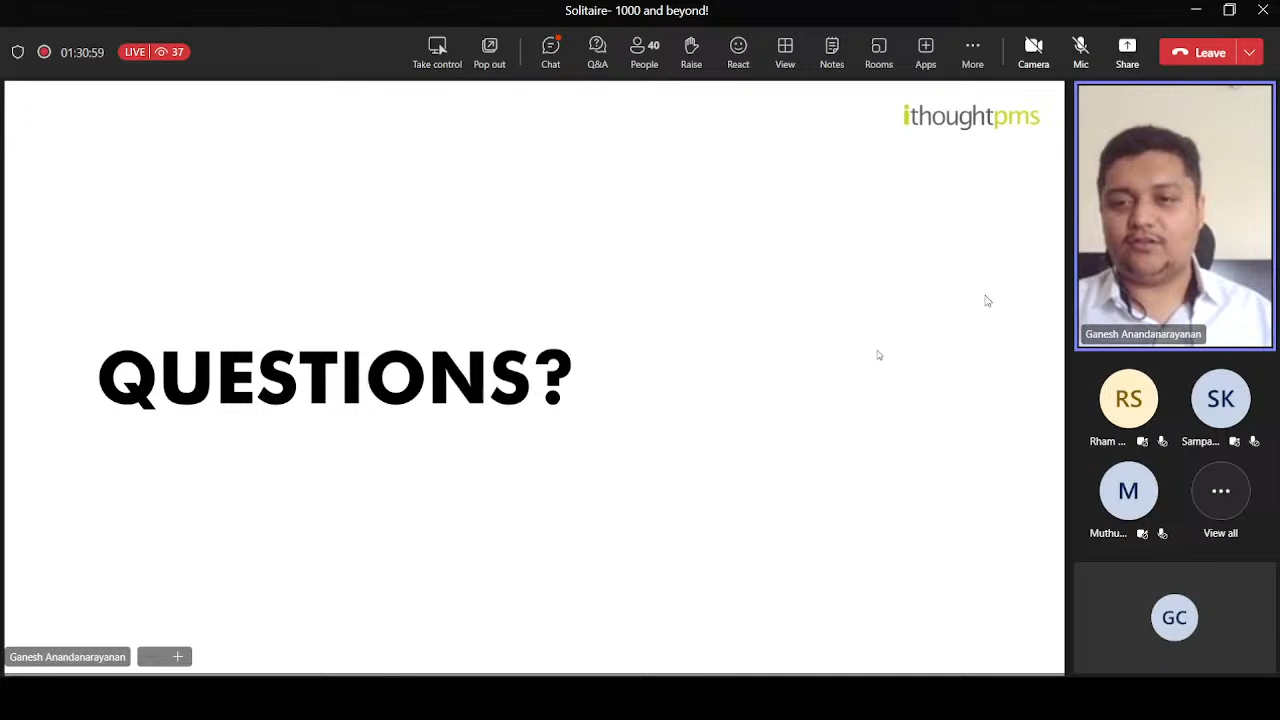 Solitaire- 1000 and beyond!
01:30:59
LIVE 37
Take control
Pop out
Chat
Q&A
40
People
Raise
React
View
Notes
Rooms
Apps
More
Camera
Mic
Share
Leave
ithoughtpms
QUESTIONS?
Ganesh Anandanarayanan
RS
Rham ...
SK
Sampa...
M
Muthu...
View all
GC
Ganesh Anandanarayanan